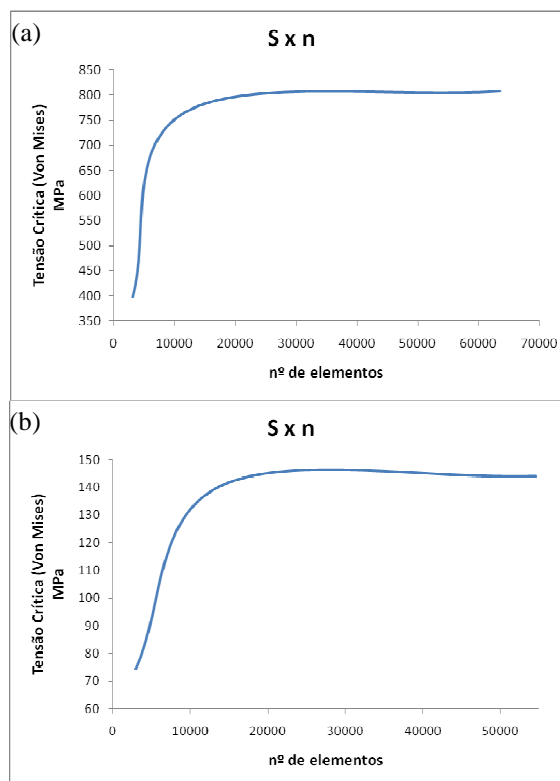 (a)
S x n
850
800
750
700
650
600
550
500
450
400
350
Tensão Crítica (Von Mises)
MPa
0 10000 20000 30000 40000 50000 60000 70000
nº de elementos
(b)
S x n
150
140
130
120
110
100
90
80
70
60
Tensão Crítica (Von Mises)
MPa
0 10000 20000 30000 40000 50000
nº de elementos